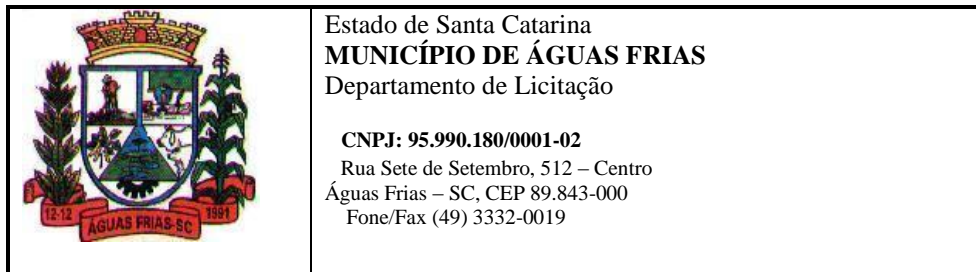 Estado de Santa Catarina
MUNICÍPIO DE ÁGUAS FRIAS
Departamento de Licitação
CNPJ: 95.990.180/0001-02
Rua Sete de Setembro, 512 – Centro
Águas Frias – SC, CEP 89.843-000
Fone/Fax (49) 3332-0019
12-12
ÁGUAS FRIAS-SC
1991